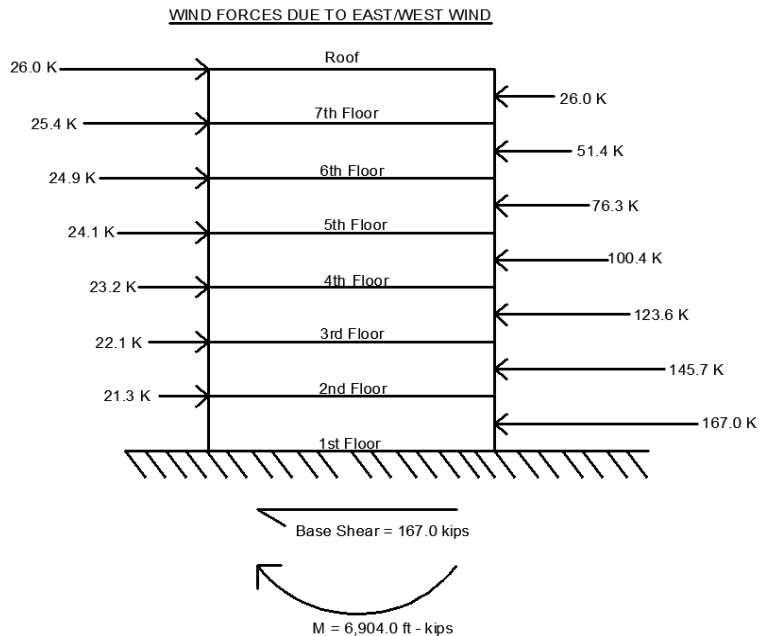 WIND FORCES DUE TO EAST/WEST WIND
Roof
26.0 K
26.0 K
7th Floor
25.4 K
51.4 K
6th Floor
24.9 K
76.3 K
5th Floor
24.1 K
100.4 K
4th Floor
23.2 K
123.6 K
3rd Floor
22.1 K
145.7 K
2nd Floor
21.3 K
167.0 K
1st Floor
Base Shear = 167.0 kips
M = 6,904.0 ft - kips